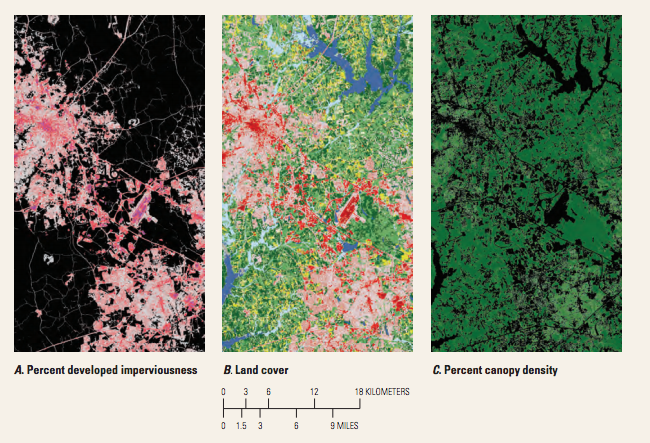 A. Percent developed imperviousness
B. Land cover
C. Percent canopy density
0 3 6 12 18 KILOMETERS
0 1.5 3 6 9 MILES